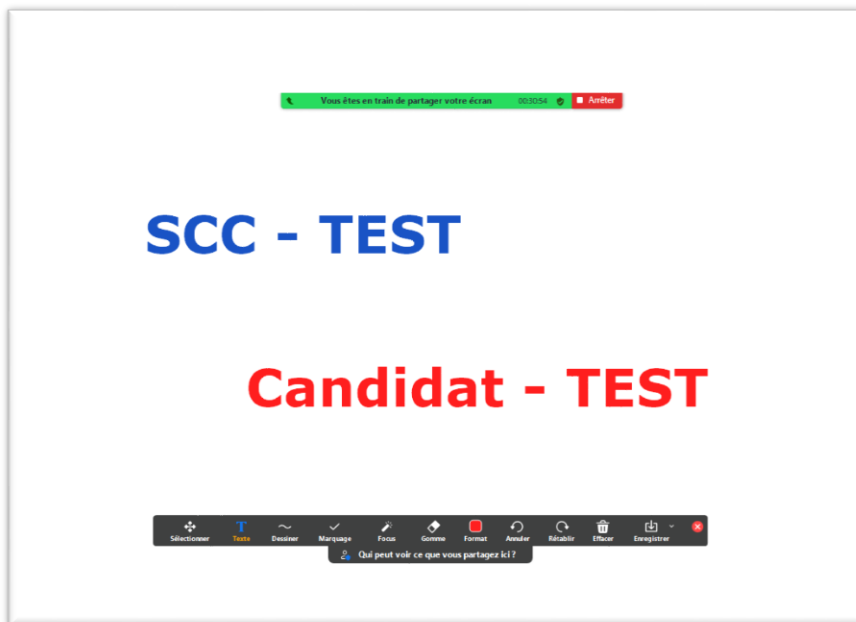 Vous êtes en train de partager votre écran 00:30:54 Arrêter
SCC - TEST
Candidat - TEST
Sélectionner Texte Dessiner Marquage Focus Gomme Format Annuler Rétablir Effacer Enregistrer
Qui peut voir ce que vous partagez ici ?